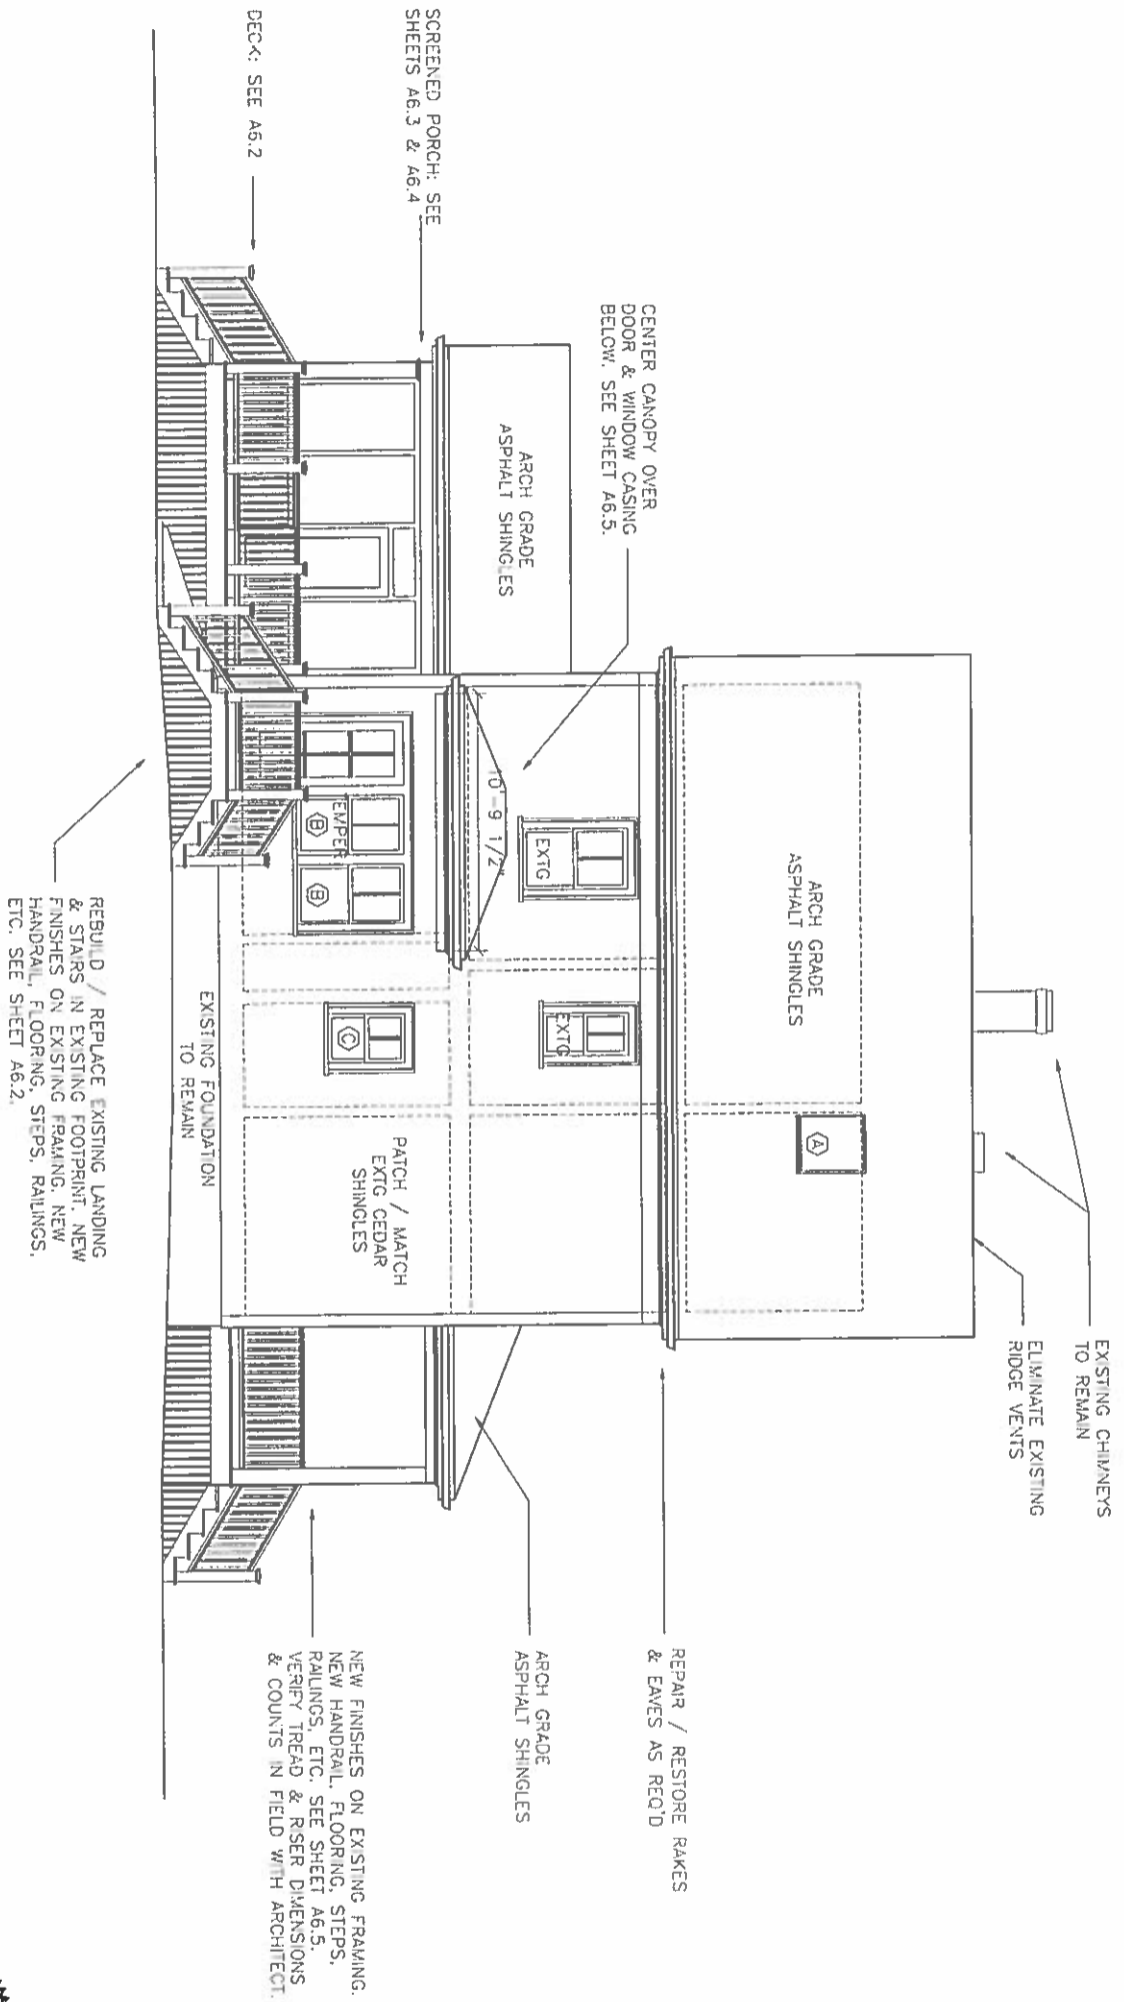 EXISTING CHIMNEYS
TO REMAIN
ELIMINATE EXISTING
RIDGE VENTS
ARCH GRADE
ASPHALT SHINGLES
A
REPAIR / RESTORE RAKES
& EAVES AS REQ'D
CENTER CANOPY OVER
DOOR & WINDOW CASING
BELOW. SEE SHEET A6.5.
ARCH GRADE
ASPHALT SHINGLES
EXTG
EXTG
10'-9 1/2"
ARCH GRADE
ASPHALT SHINGLES
SCREENED PORCH: SEE
SHEETS A6.3 & A6.4
DECK: SEE A6.2
TEMPER
B
B
C
PATCH / MATCH
EXTG CEDAR
SHINGLES
EXISTING FOUNDATION
TO REMAIN
NEW FINISHES ON EXISTING FRAMING.
NEW HANDRAIL, FLOORING, STEPS,
RAILINGS, ETC. SEE SHEET A6.5.
VERIFY TREAD & RISER DIMENSIONS
& COUNTS IN FIELD WITH ARCHITECT.
REBUILD / REPLACE EXISTING LANDING
& STAIRS IN EXISTING FOOTPRINT. NEW
FINISHES ON EXISTING FRAMING. NEW
HANDRAIL, FLOORING, STEPS, RAILINGS,
ETC. SEE SHEET A6.2.